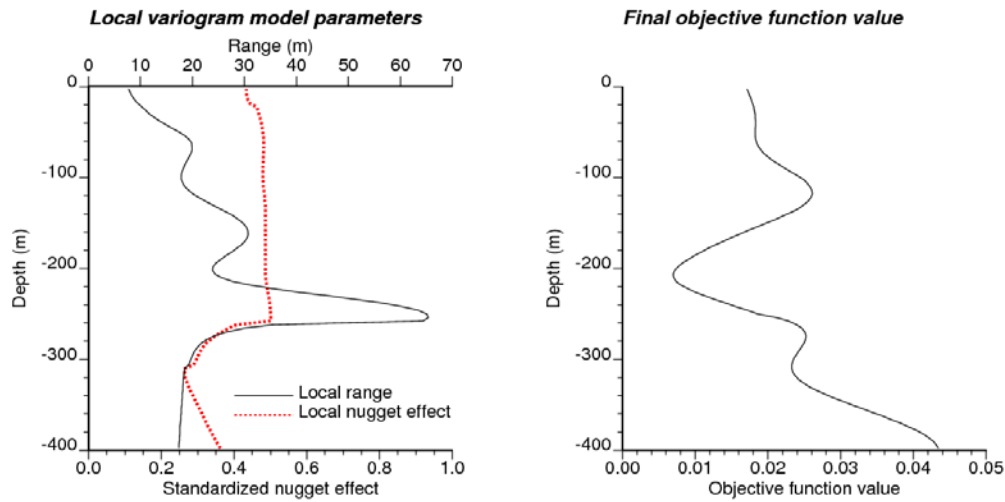 Local variogram model parameters
Range (m)
0 10 20 30 40 50 60 70
0
-100
-200
-300
-400
Depth (m)
Local range
Local nugget effect
0.0 0.2 0.4 0.6 0.8 1.0
Standardized nugget effect
Final objective function value
0
-100
-200
-300
-400
Depth (m)
0.00 0.01 0.02 0.03 0.04 0.05
Objective function value